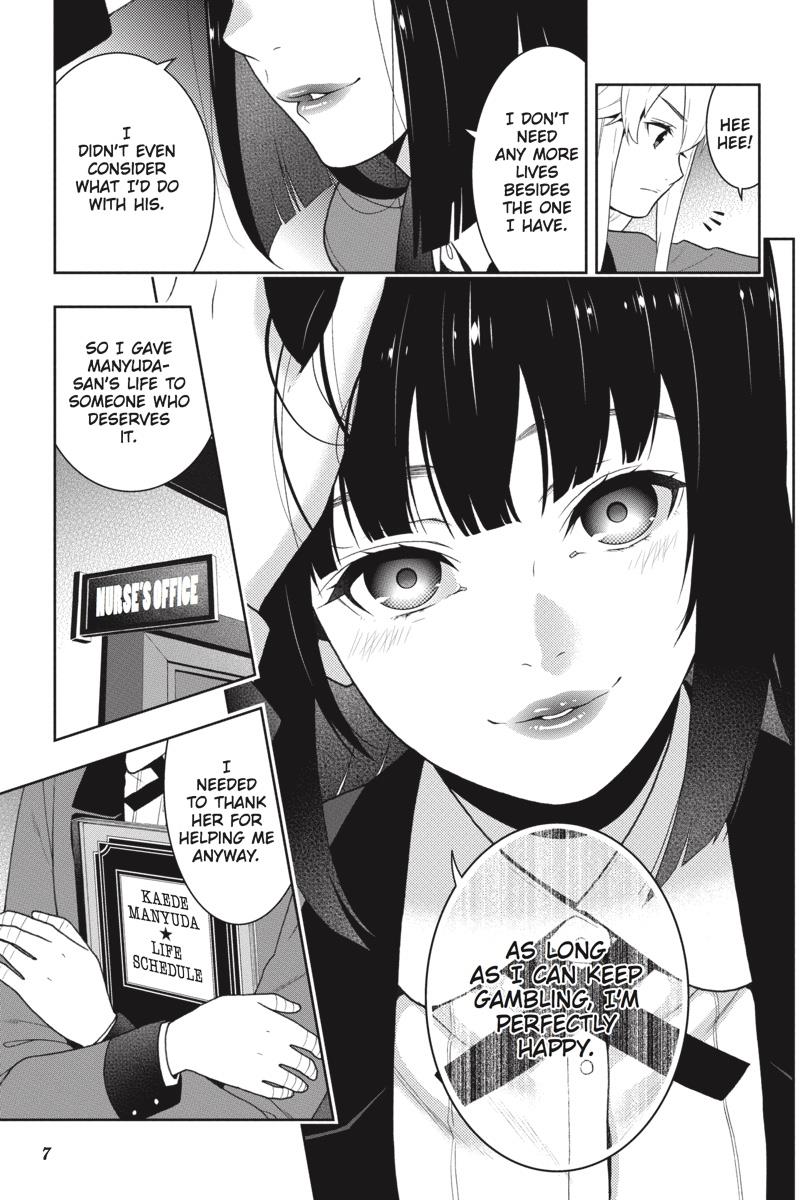 HEE
HEE!
I DON'T
NEED
ANY MORE
LIVES
BESIDES
THE ONE
I HAVE.
I
DIDN'T EVEN
CONSIDER
WHAT I'D DO
WITH HIS.
SO I GAVE
MANYUDA-
SAN'S LIFE TO
SOMEONE WHO
DESERVES
IT.
NURSE'S OFFICE
I
NEEDED
TO THANK
HER FOR
HELPING ME
ANYWAY.
KAEDE
MANYUDA
★
LIFE
SCHEDULE
AS LONG
AS I CAN KEEP
GAMBLING, I'M
PERFECTLY
HAPPY.
7